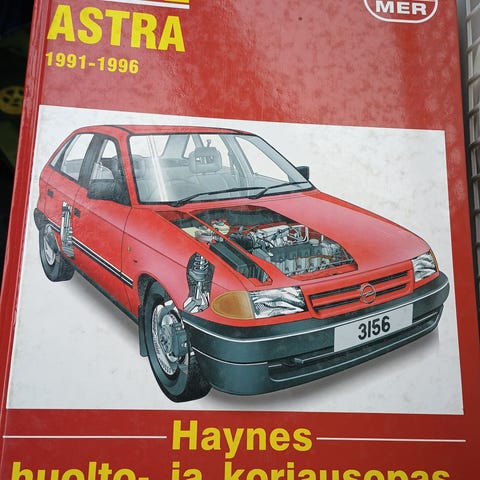 ASTRA
MER
1991-1996
3156
Haynes
huolto- ja korjausopas